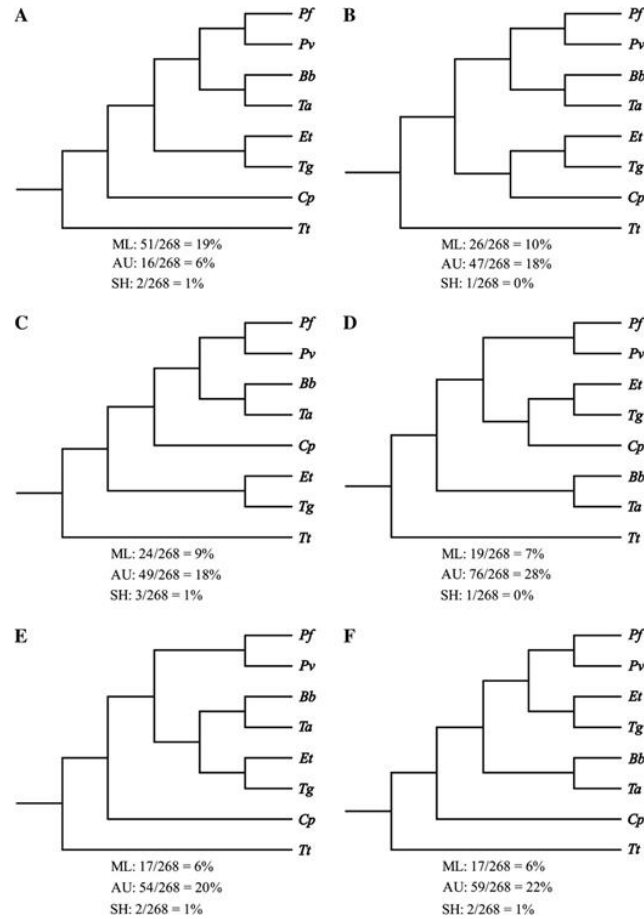 A
Pf
Pv
Bb
Ta
Et
Tg
Cp
Tt
ML: 51/268 = 19%
AU: 16/268 = 6%
SH: 2/268 = 1%
B
Pf
Pv
Bb
Ta
Et
Tg
Cp
Tt
ML: 26/268 = 10%
AU: 47/268 = 18%
SH: 1/268 = 0%
C
Pf
Pv
Bb
Ta
Cp
Et
Tg
Tt
ML: 24/268 = 9%
AU: 49/268 = 18%
SH: 3/268 = 1%
D
Pf
Pv
Et
Tg
Cp
Bb
Ta
Tt
ML: 19/268 = 7%
AU: 76/268 = 28%
SH: 1/268 = 0%
E
Pf
Pv
Bb
Ta
Et
Tg
Cp
Tt
ML: 17/268 = 6%
AU: 54/268 = 20%
SH: 2/268 = 1%
F
Pf
Pv
Et
Tg
Bb
Ta
Cp
Tt
ML: 17/268 = 6%
AU: 59/268 = 22%
SH: 2/268 = 1%